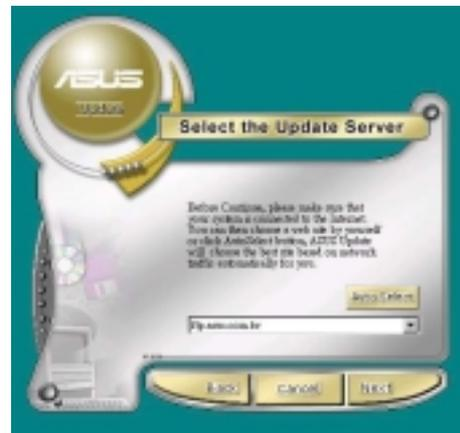 ASUS
Update
Select the Update Server
Before Continue, please make sure that
your system is connected to the Internet.
You can then choose a web site by yourself
or click AutoSelect button, ASUS Update
will choose the best site based on network
traffic automatically for you.
Auto Select
Back
Cancel
Next